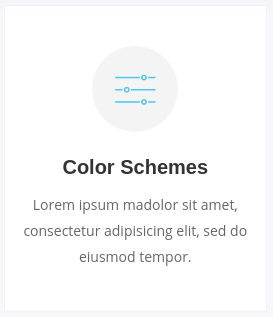 Color Schemes
Lorem ipsum madolor sit amet,
consectetur adipisicing elit, sed do
eiusmod tempor.